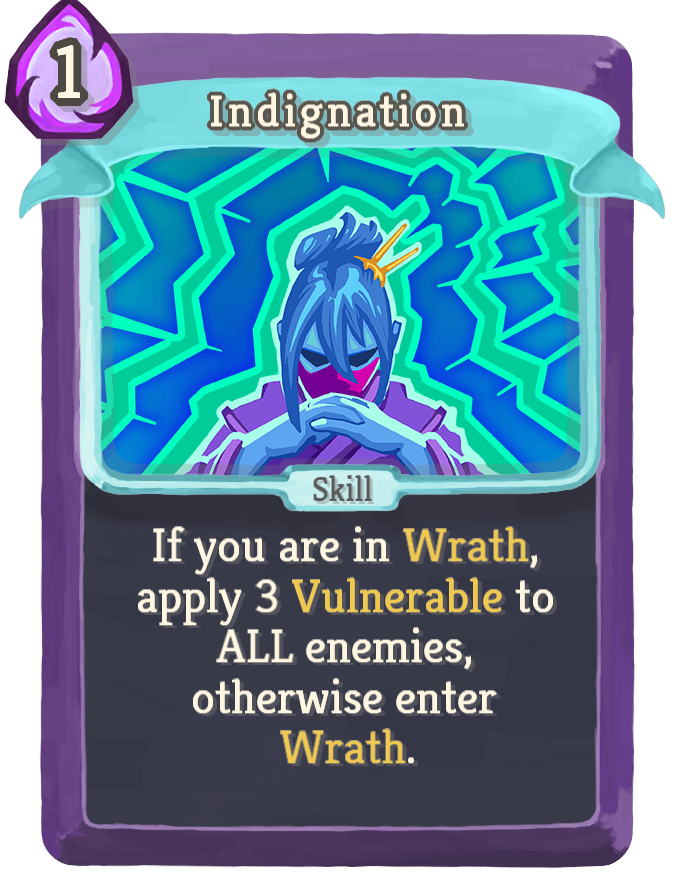 1
Indignation
Skill
If you are in Wrath,
apply 3 Vulnerable to
ALL enemies,
otherwise enter
Wrath.